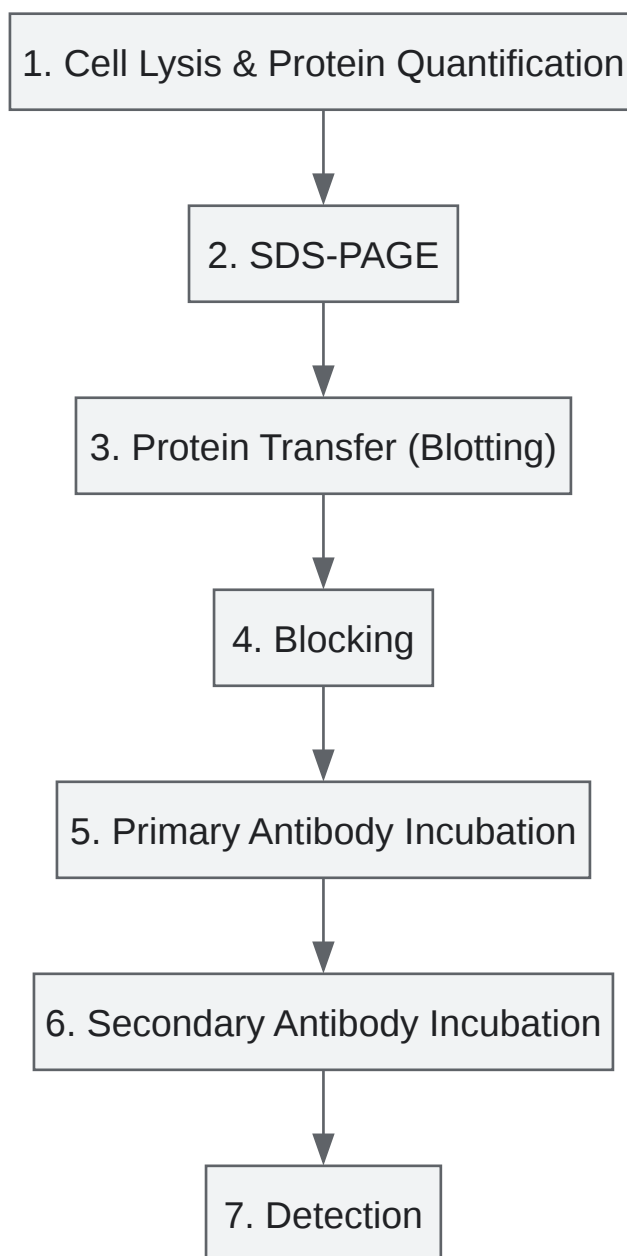 1. Cell Lysis & Protein Quantification
2. SDS-PAGE
3. Protein Transfer (Blotting)
4. Blocking
5. Primary Antibody Incubation
6. Secondary Antibody Incubation
7. Detection